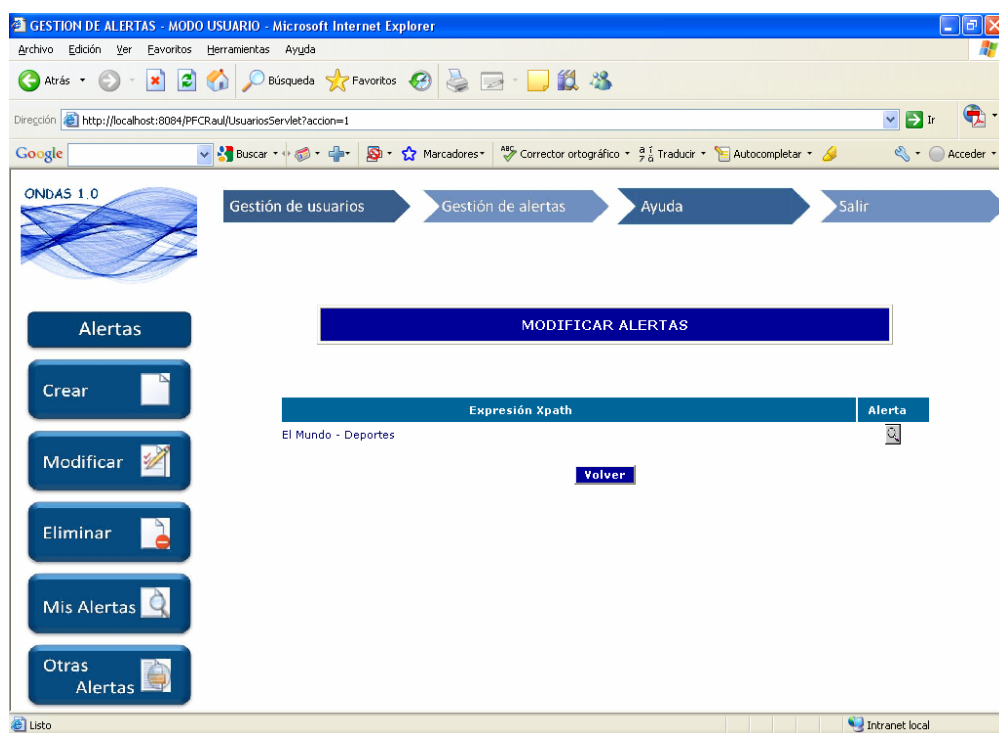 GESTION DE ALERTAS - MODO USUARIO - Microsoft Internet Explorer
Archivo Edición Ver Favoritos Herramientas Ayuda
Atrás Búsqueda Favoritos
Dirección http://localhost:8084/PFCRaul/UsuariosServlet?accion=1 Ir
Google Buscar Marcadores ABC Corrector ortográfico Traducir Autocompletar Acceder
ONDAS 1.0
Gestión de usuarios Gestión de alertas Ayuda Salir
Alertas
MODIFICAR ALERTAS
Crear
Expresión Xpath Alerta
El Mundo - Deportes
Modificar
Volver
Eliminar
Mis Alertas
Otras
Alertas
Listo Intranet local